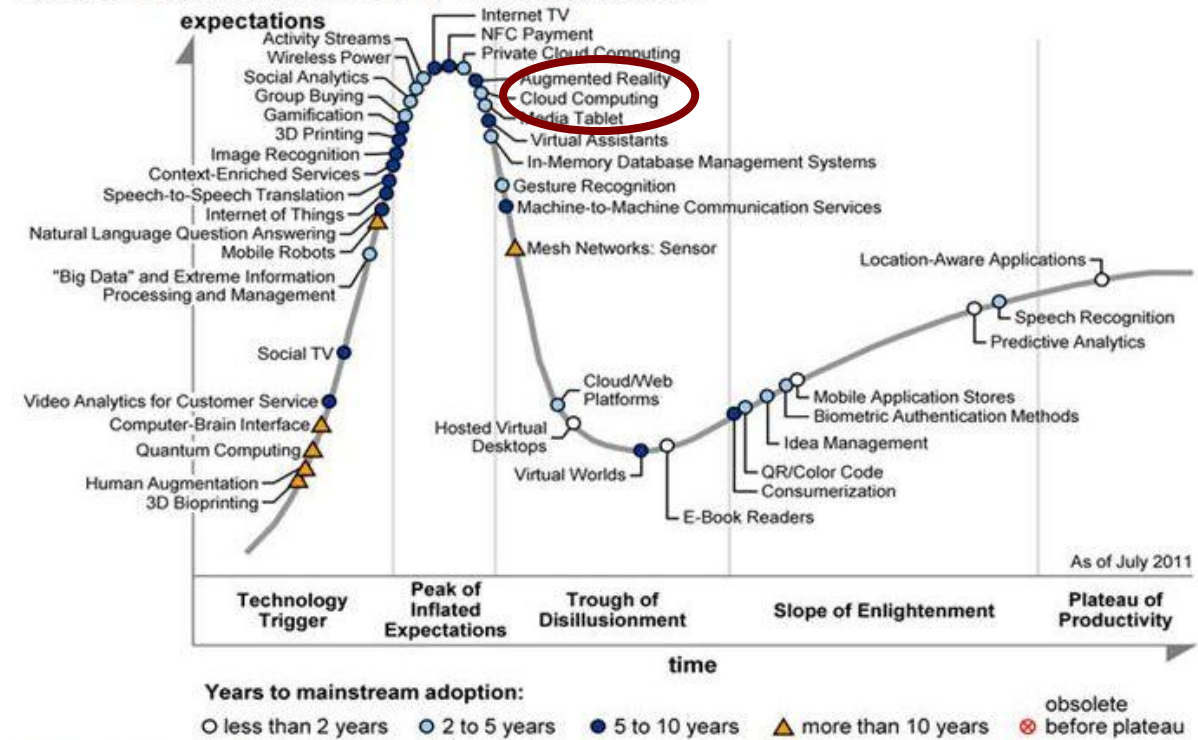 expectations
Internet TV
NFC Payment
Private Cloud Computing
Augmented Reality
Cloud Computing
Media Tablet
Virtual Assistants
In-Memory Database Management Systems
Gesture Recognition
Machine-to-Machine Communication Services
Mesh Networks: Sensor
Activity Streams
Wireless Power
Social Analytics
Group Buying
Gamification
3D Printing
Image Recognition
Context-Enriched Services
Speech-to-Speech Translation
Internet of Things
Natural Language Question Answering
Mobile Robots
"Big Data" and Extreme Information
Processing and Management
Social TV
Video Analytics for Customer Service
Computer-Brain Interface
Quantum Computing
Human Augmentation
3D Bioprinting
Cloud/Web
Platforms
Hosted Virtual
Desktops
Virtual Worlds
E-Book Readers
Consumerization
QR/Color Code
Idea Management
Biometric Authentication Methods
Mobile Application Stores
Predictive Analytics
Speech Recognition
Location-Aware Applications
As of July 2011
Technology
Trigger
Peak of
Inflated
Expectations
Trough of
Disillusionment
Slope of Enlightenment
Plateau of
Productivity
time
Years to mainstream adoption:
less than 2 years
2 to 5 years
5 to 10 years
more than 10 years
obsolete
before plateau